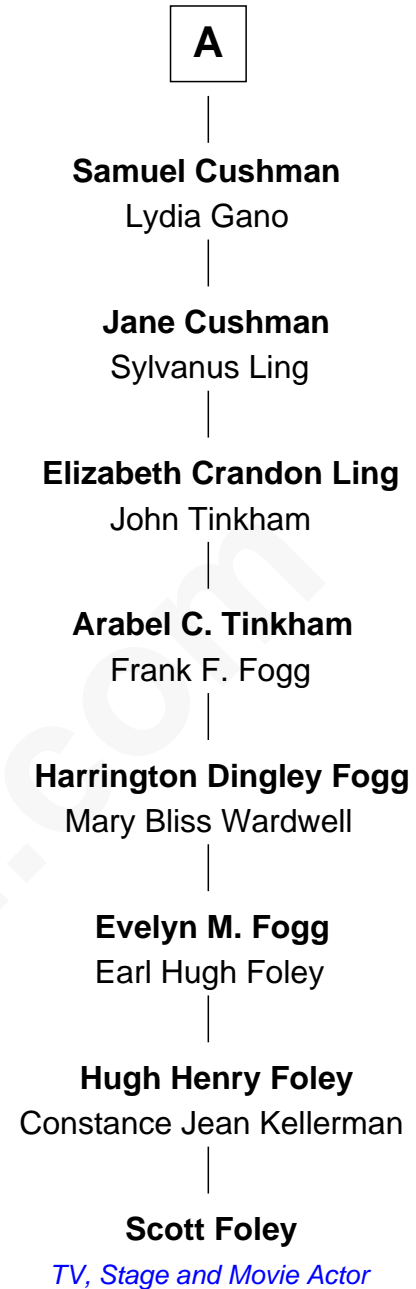 A
Samuel Cushman
Lydia Gano
Jane Cushman
Sylvanus Ling
Elizabeth Crandon Ling
John Tinkham
Arabel C. Tinkham
Frank F. Fogg
Harrington Dingley Fogg
Mary Bliss Wardwell
Evelyn M. Fogg
Earl Hugh Foley
Hugh Henry Foley
Constance Jean Kellerman
Scott Foley
TV, Stage and Movie Actor